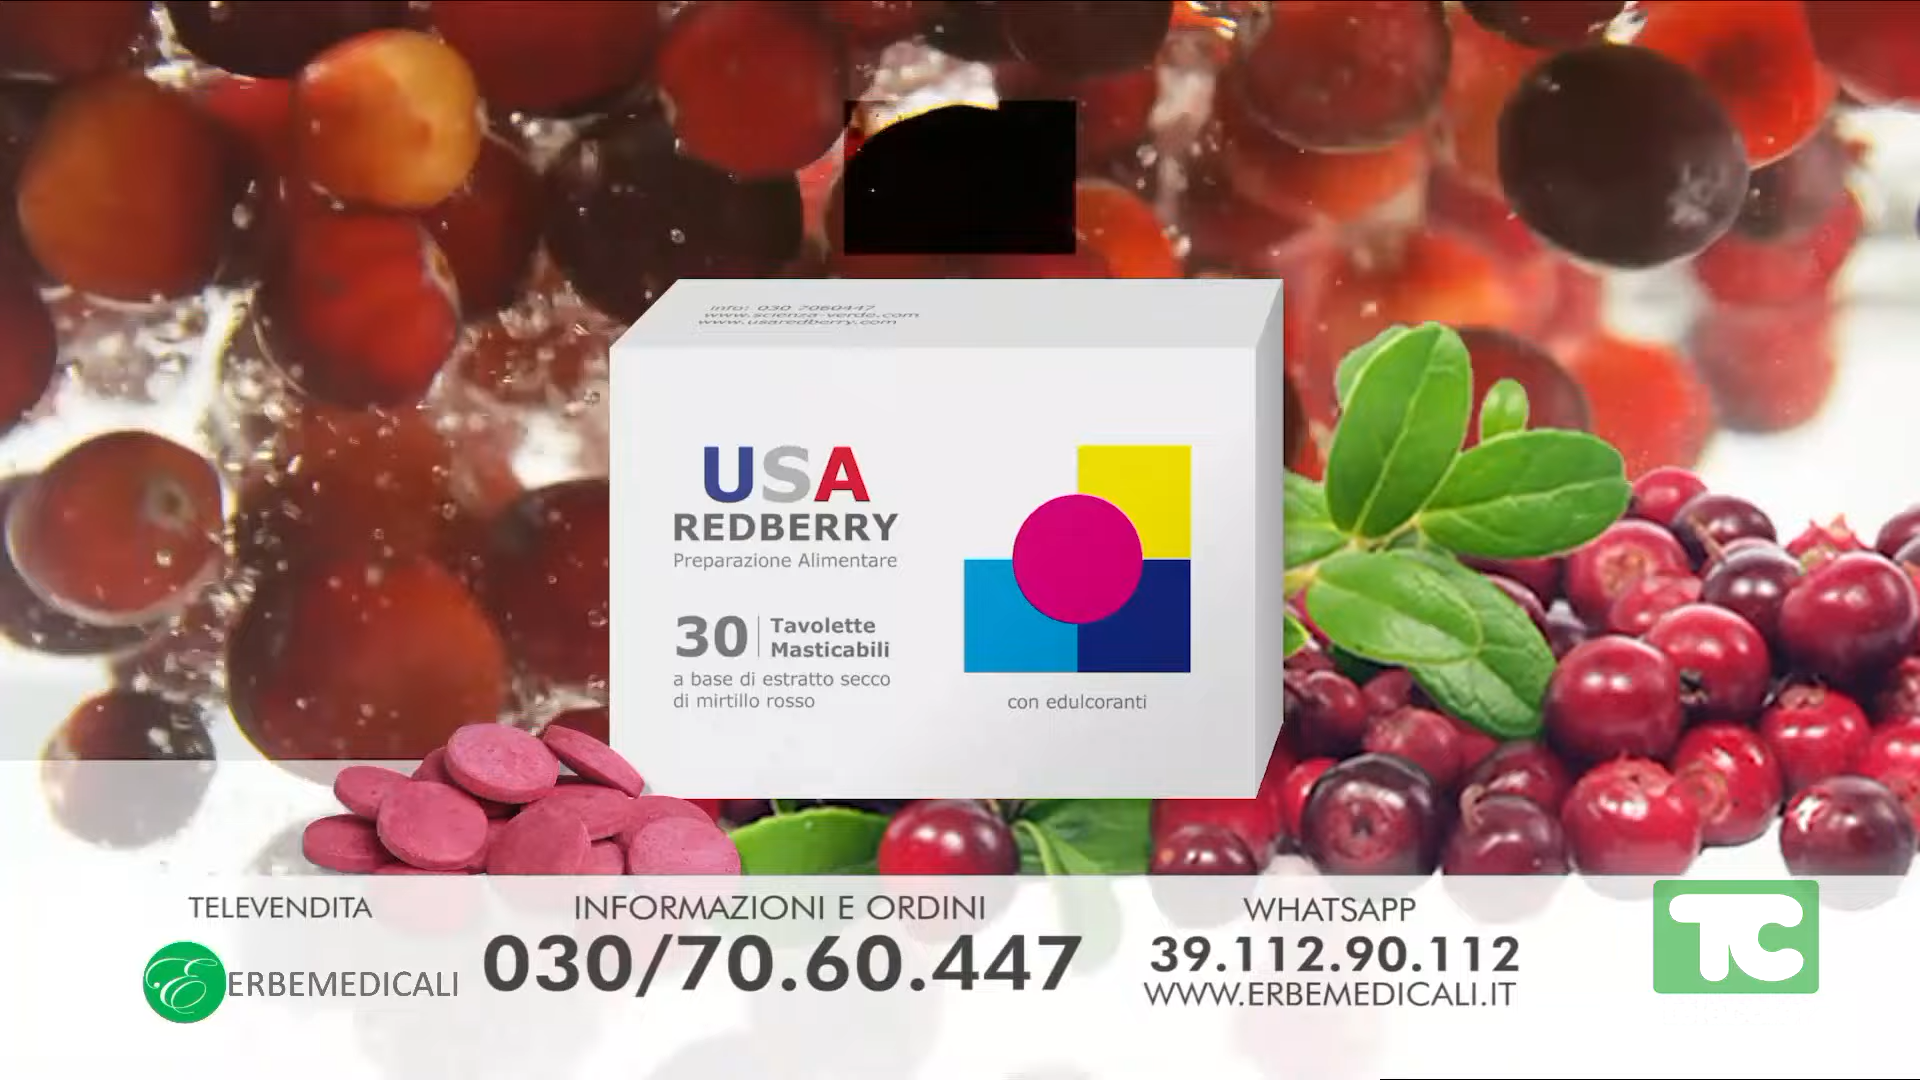 info: 030 7060447
www.scienza-verde.com
www.usaredberry.com
USA
REDBERRY
Preparazione Alimentare
30
Tavolette
Masticabili
a base di estratto secco
di mirtillo rosso
con edulcoranti
TELEVENDITA
E ERBEMEDICALI
INFORMAZIONI E ORDINI
030/70.60.447
WHATSAPP
39.112.90.112
WWW.ERBEMEDICALI.IT
TC